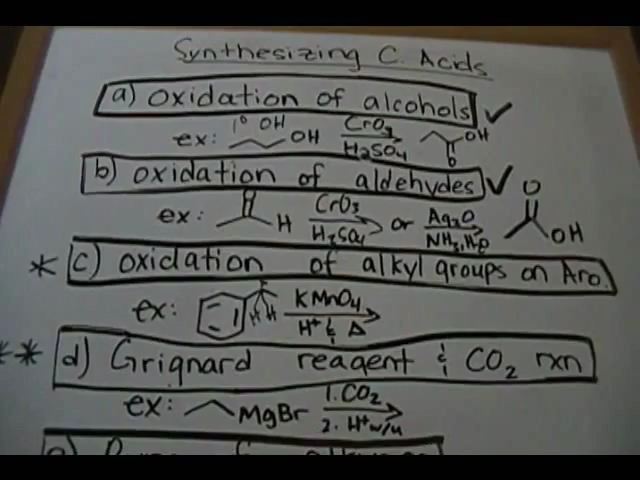 Synthesizing C. Acids
a) oxidation of alcohols ✓
ex: 1° OH OH CrO3 H2SO4 OH O
b) oxidation of aldehydes ✓
ex: O H CrO3 H2SO4 or Ag2O NH3, H2O O OH
* c) oxidation of alkyl groups on Aro.
ex: H H KMnO4 H+ & Δ
** d) Grignard reagent & CO2 rxn
ex: MgBr 1. CO2 2. H+ w/u